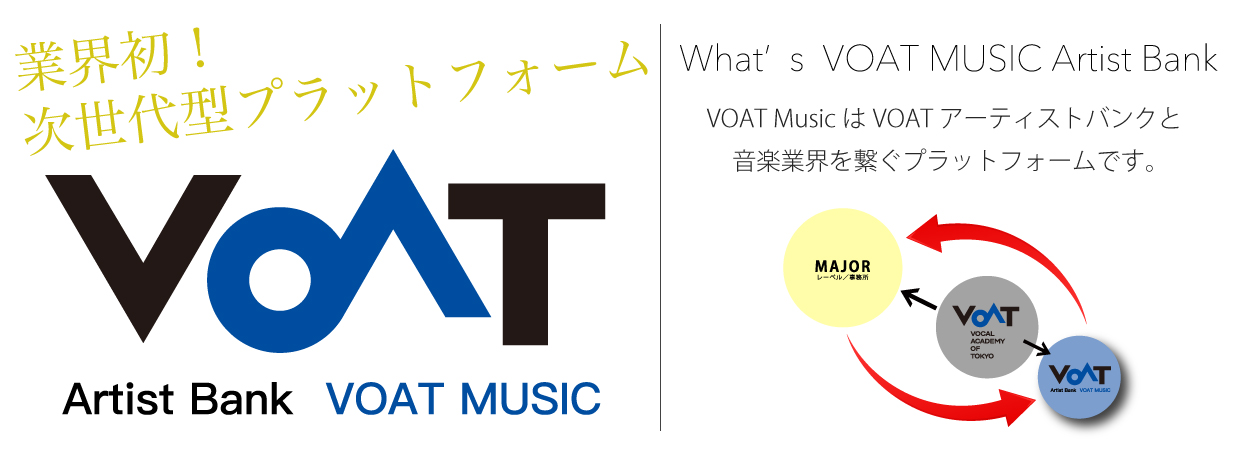 業界初！
次世代型プラットフォーム
VOAT
Artist Bank VOAT MUSIC
What’s VOAT MUSIC Artist Bank
VOAT Music は VOAT アーティストバンクと
音楽業界を繋ぐプラットフォームです。
MAJOR
レーベル／事務所
VOAT
VOCAL
ACADEMY
OF
TOKYO
VOAT
Artist Bank VOAT MUSIC